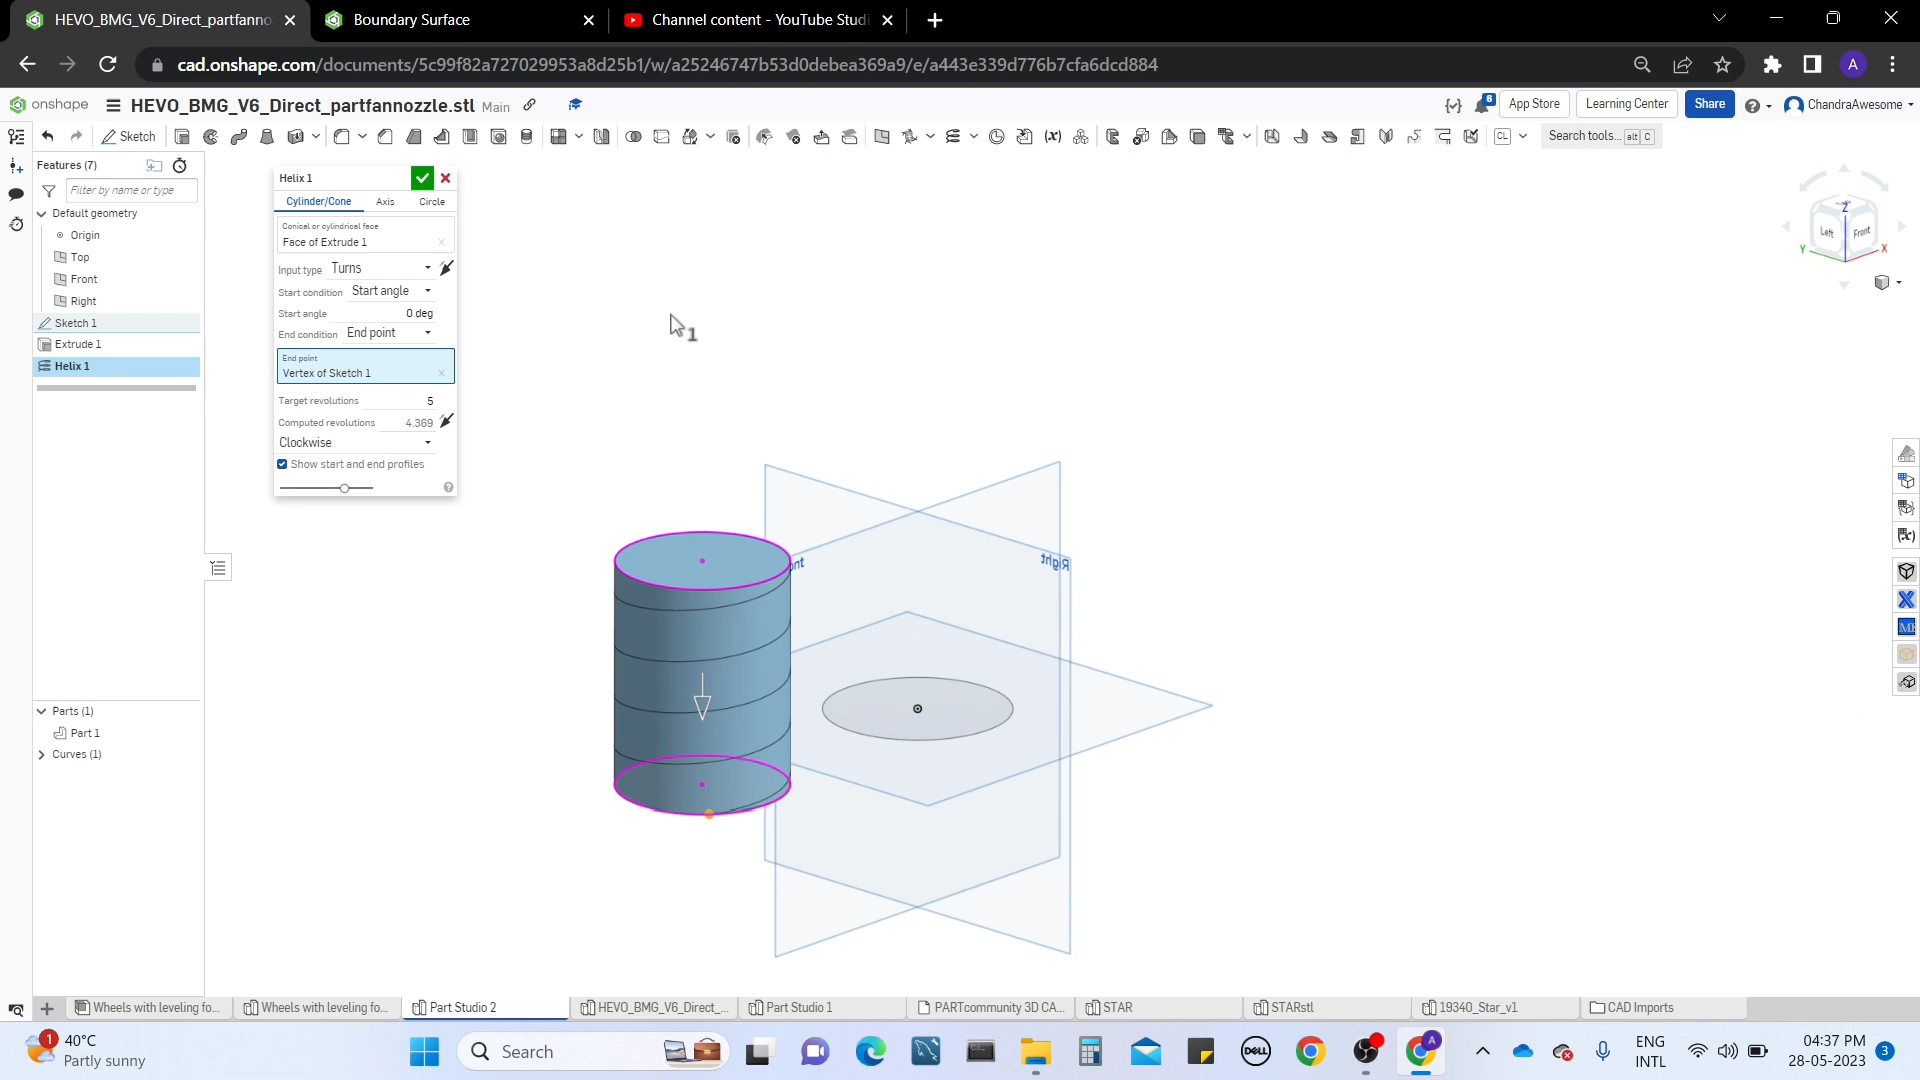 HEVO_BMG_V6_Direct_partfanno
Boundary Surface
Channel content - YouTube Studi
cad.onshape.com/documents/5c99f82a727029953a8d25b1/w/a25246747b53d0debea369a9/e/a443e339d776b7cfa6dcd884
A
onshape
HEVO_BMG_V6_Direct_partfannozzle.stl Main
6
App Store
Learning Center
Share
ChandraAwesome
Sketch
CL
Search tools... alt C
Features (7)
Filter by name or type
Default geometry
Origin
Top
Front
Right
Sketch 1
Extrude 1
Helix 1
Parts (1)
Part 1
Curves (1)
Helix 1
Cylinder/Cone Axis Circle
Conical or cylindrical face
Face of Extrude 1
Input type Turns
Start condition Start angle
Start angle 0 deg
End condition End point
End point
Vertex of Sketch 1
Target revolutions 5
Computed revolutions 4.369
Clockwise
Show start and end profiles
1
Right
Z
Left
Front
Y
X
Wheels with leveling fo...
Wheels with leveling fo...
Part Studio 2
HEVO_BMG_V6_Direct_...
Part Studio 1
PARTcommunity 3D CA...
STAR
STARstl
19340_Star_v1
CAD Imports
1
40°C
Partly sunny
Search
DELL
A
ENG
INTL
04:37 PM
28-05-2023
3